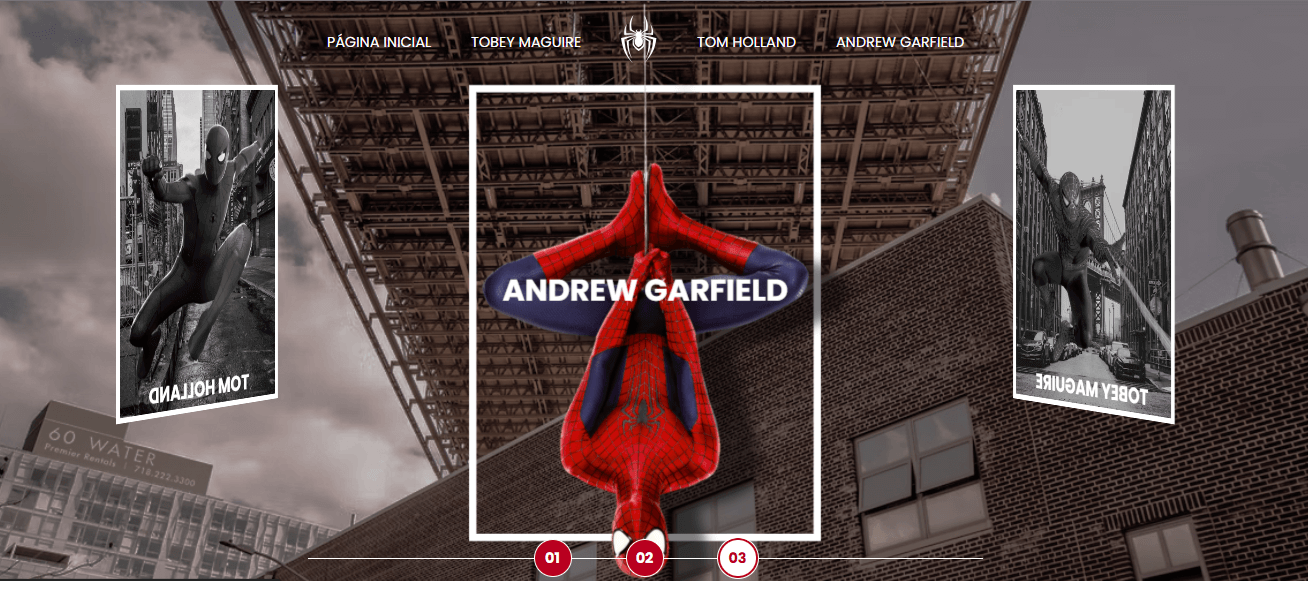 PÁGINA INICIAL
TOBEY MAGUIRE
TOM HOLLAND
ANDREW GARFIELD
ANDREW GARFIELD
TOM HOLLAND
TOBEY MAGUIRE
60 WATER
Premier Rentals | 718.222.3300
01
02
03